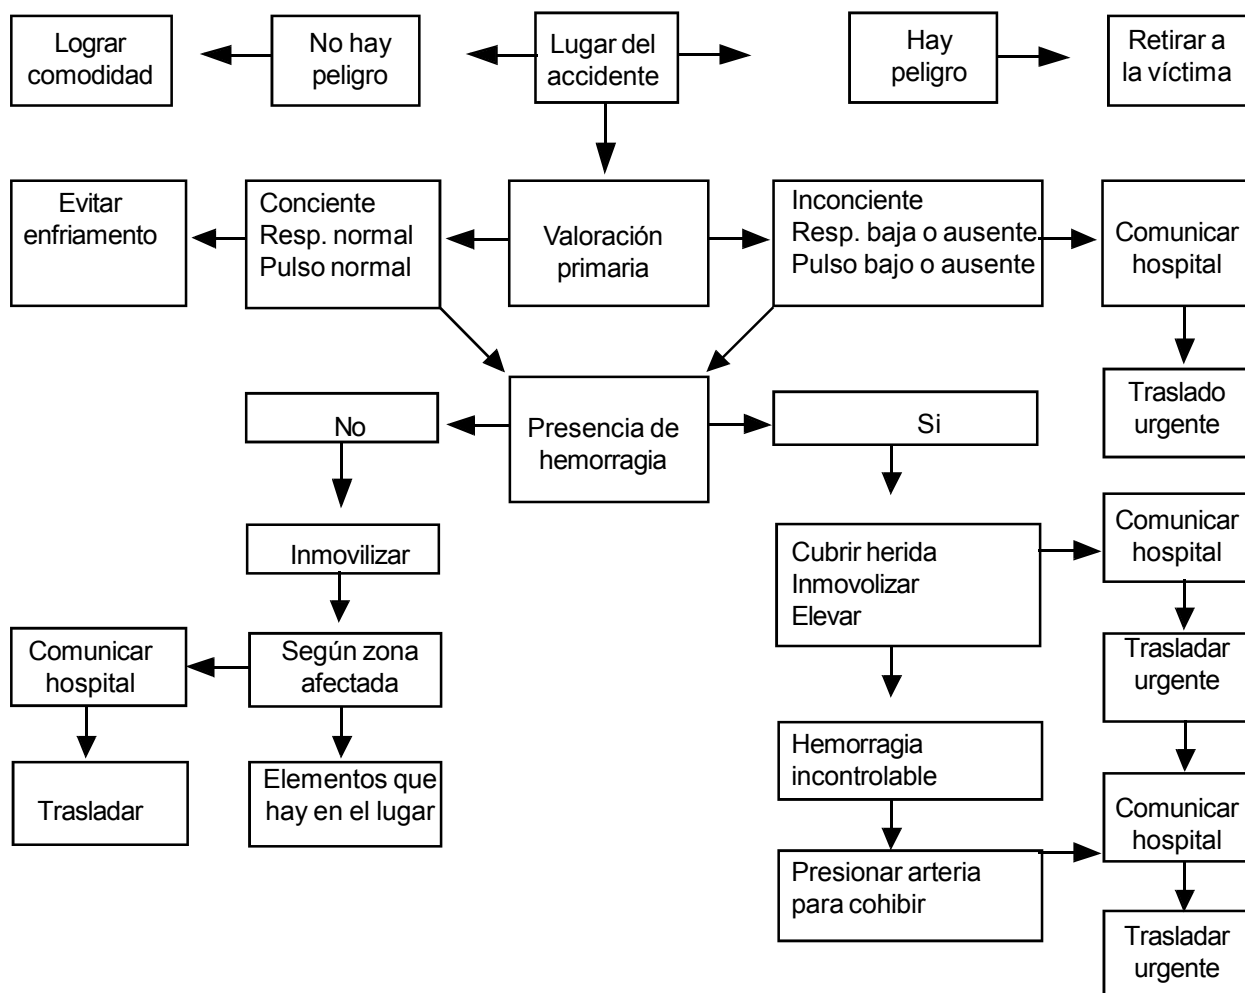 Lograr
comodidad
No hay
peligro
Lugar del
accidente
Hay
peligro
Retirar a
la víctima
Evitar
enfriamento
Conciente
Resp. normal
Pulso normal
Valoración
primaria
Inconciente
Resp. baja o ausente
Pulso bajo o ausente
Comunicar
hospital
Traslado
urgente
No
Presencia de
hemorragia
Si
Inmovilizar
Cubrir herida
Inmovolizar
Elevar
Comunicar
hospital
Comunicar
hospital
Según zona
afectada
Trasladar
urgente
Trasladar
Elementos que
hay en el lugar
Hemorragia
incontrolable
Comunicar
hospital
Presionar arteria
para cohibir
Trasladar
urgente